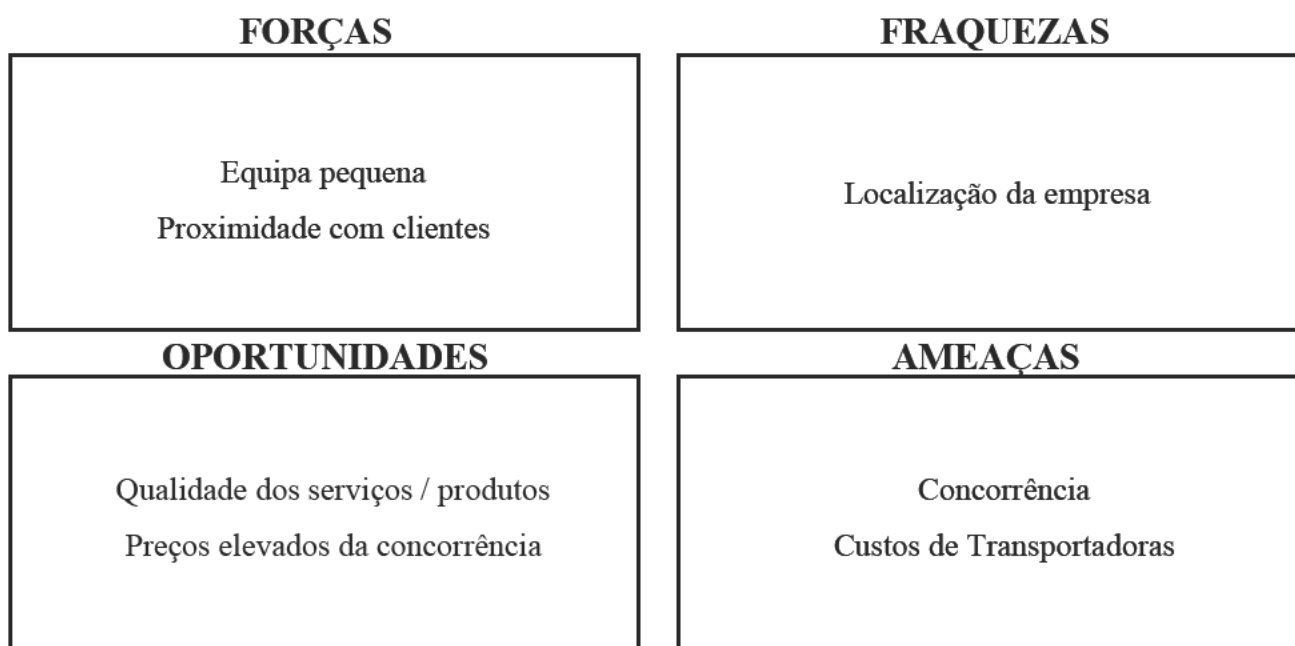 FORÇAS
Equipa pequena
Proximidade com clientes
FRAQUEZAS
Localização da empresa
OPORTUNIDADES
Qualidade dos serviços / produtos
Preços elevados da concorrência
AMEAÇAS
Concorrência
Custos de Transportadoras